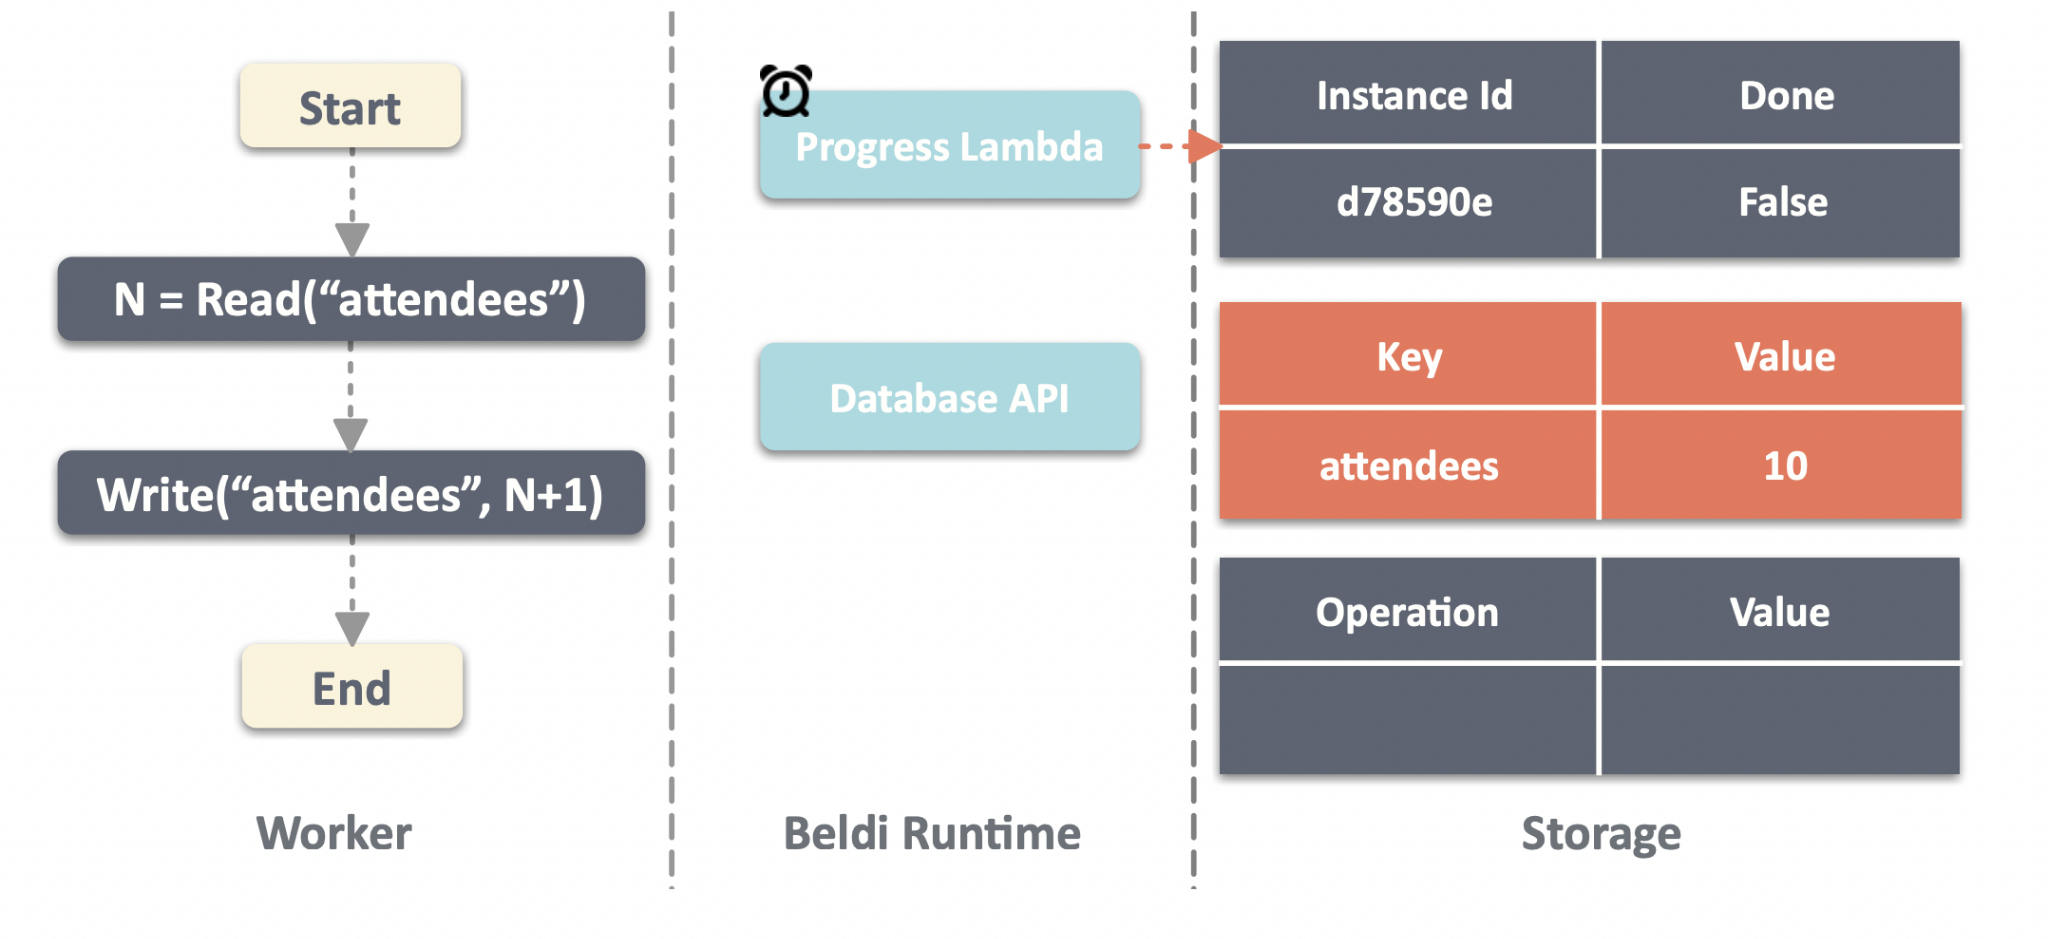 Start
N = Read(“attendees”)
Write(“attendees”, N+1)
End
Worker
Progress Lambda
Database API
Beldi Runtime
Instance Id Done
d78590e False
Key Value
attendees 10
Operation Value
Storage